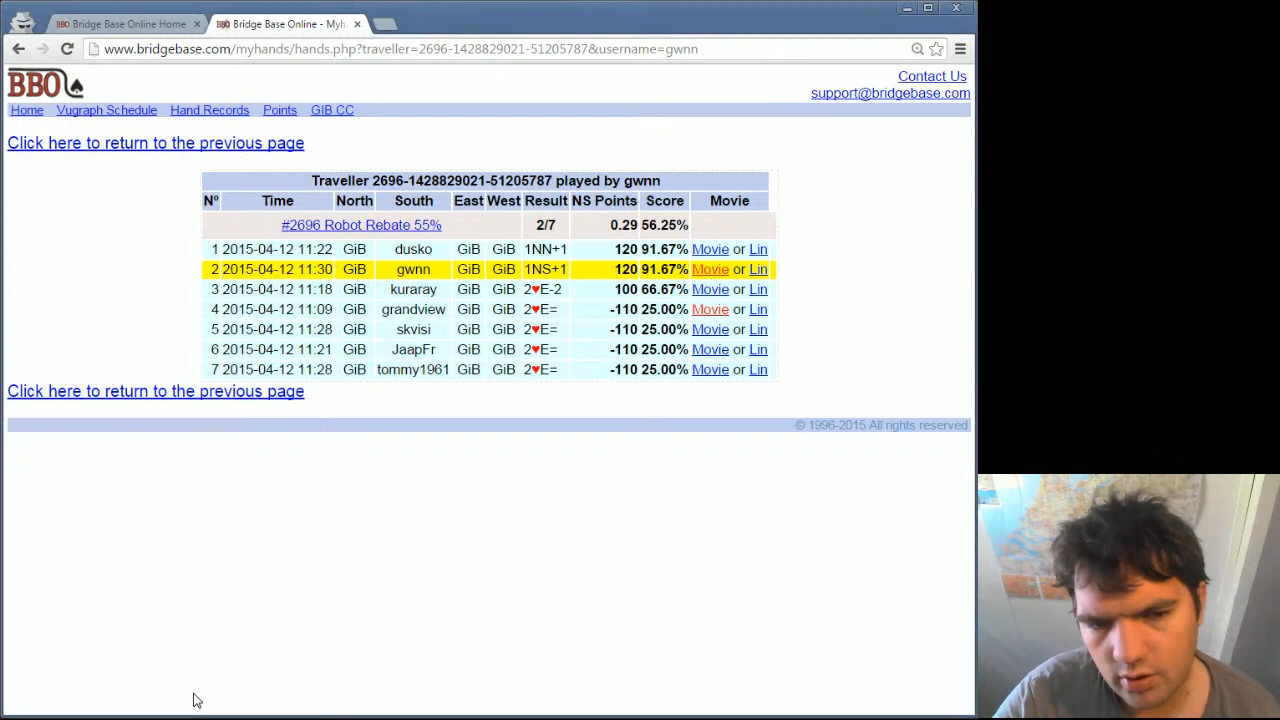 BBO Bridge Base Online Home × BBO Bridge Base Online - Myh ×
www.bridgebase.com/myhands/hands.php?traveller=2696-1428829021-51205787&username=gwnn
BBO
Contact Us
support@bridgebase.com
Home Vugraph Schedule Hand Records Points GIB CC
Click here to return to the previous page
Traveller 2696-1428829021-51205787 played by gwnn
Nº Time North South East West Result NS Points Score Movie
#2696 Robot Rebate 55% 2/7 0.29 56.25%
1 2015-04-12 11:22 GiB dusko GiB GiB 1NN+1 120 91.67% Movie or Lin
2 2015-04-12 11:30 GiB gwnn GiB GiB 1NS+1 120 91.67% Movie or Lin
3 2015-04-12 11:18 GiB kuraray GiB GiB 2♥E-2 100 66.67% Movie or Lin
4 2015-04-12 11:09 GiB grandview GiB GiB 2♥E= -110 25.00% Movie or Lin
5 2015-04-12 11:28 GiB skvisi GiB GiB 2♥E= -110 25.00% Movie or Lin
6 2015-04-12 11:21 GiB JaapFr GiB GiB 2♥E= -110 25.00% Movie or Lin
7 2015-04-12 11:28 GiB tommy1961 GiB GiB 2♥E= -110 25.00% Movie or Lin
Click here to return to the previous page
© 1996-2015 All rights reserved